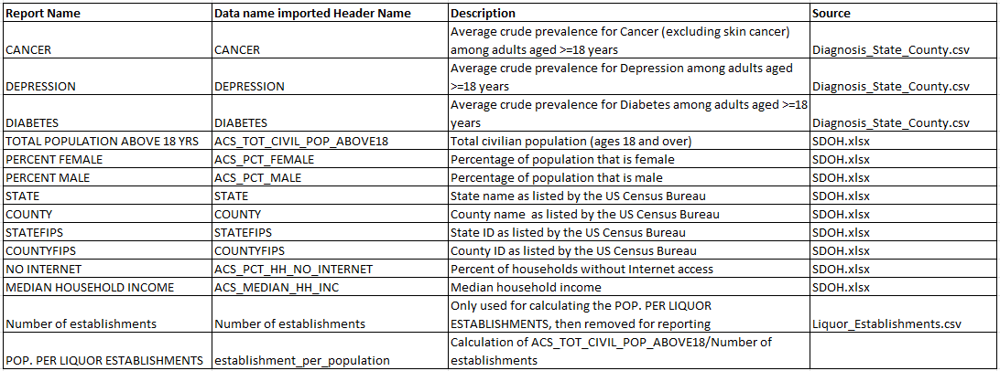 Report Name Data name imported Header Name Description Source
CANCER CANCER Average crude prevalence for Cancer (excluding skin cancer)
among adults aged >=18 years Diagnosis_State_County.csv
DEPRESSION DEPRESSION Average crude prevalence for Depression among adults aged
>=18 years Diagnosis_State_County.csv
DIABETES DIABETES Average crude prevalence for Diabetes among adults aged >=18
years Diagnosis_State_County.csv
TOTAL POPULATION ABOVE 18 YRS ACS_TOT_CIVIL_POP_ABOVE18 Total civilian population (ages 18 and over) SDOH.xlsx
PERCENT FEMALE ACS_PCT_FEMALE Percentage of population that is female SDOH.xlsx
PERCENT MALE ACS_PCT_MALE Percentage of population that is male SDOH.xlsx
STATE STATE State name as listed by the US Census Bureau SDOH.xlsx
COUNTY COUNTY County name  as listed by the US Census Bureau SDOH.xlsx
STATEFIPS STATEFIPS State ID as listed by the US Census Bureau SDOH.xlsx
COUNTYFIPS COUNTYFIPS County ID as listed by the US Census Bureau SDOH.xlsx
NO INTERNET ACS_PCT_HH_NO_INTERNET Percent of households without Internet access SDOH.xlsx
MEDIAN HOUSEHOLD INCOME ACS_MEDIAN_HH_INC Median household income SDOH.xlsx
Number of establishments Number of establishments Only used for calculating the POP. PER LIQUOR
ESTABLISHMENTS, then removed for reporting Liquor_Establishments.csv
POP. PER LIQUOR ESTABLISHMENTS establishment_per_population Calculation of ACS_TOT_CIVIL_POP_ABOVE18/Number of
establishments